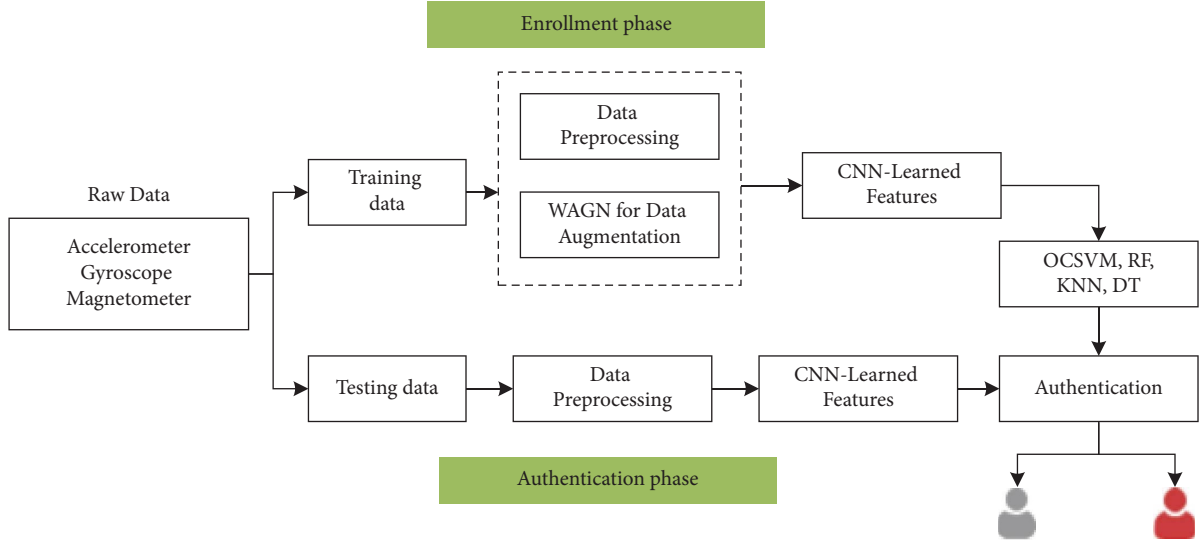 Enrollment phase
Raw Data
Accelerometer
Gyroscope
Magnetometer
Training
data
Data
Preprocessing
WAGN for Data
Augmentation
CNN-Learned
Features
OCSVM, RF,
KNN, DT
Testing data
Data
Preprocessing
CNN-Learned
Features
Authentication
Authentication phase